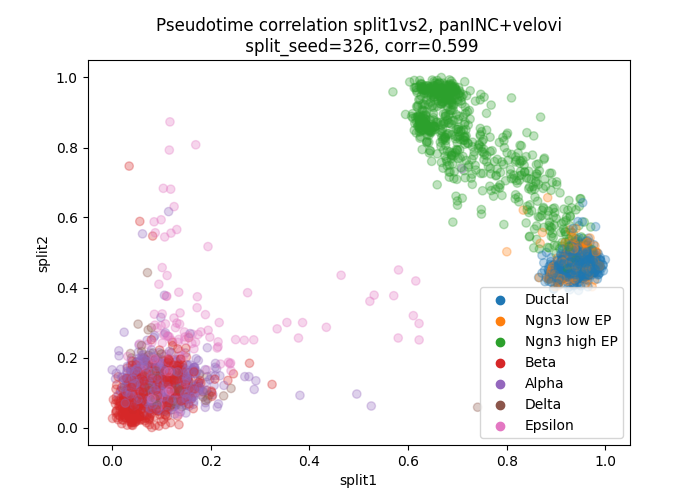 Pseudotime correlation split1vs2, panINC+velovi
split_seed=326, corr=0.599
split2
1.0
0.8
0.6
0.4
0.2
0.0
Ductal
Ngn3 low EP
Ngn3 high EP
Beta
Alpha
Delta
Epsilon
0.0 0.2 0.4 0.6 0.8 1.0
split1